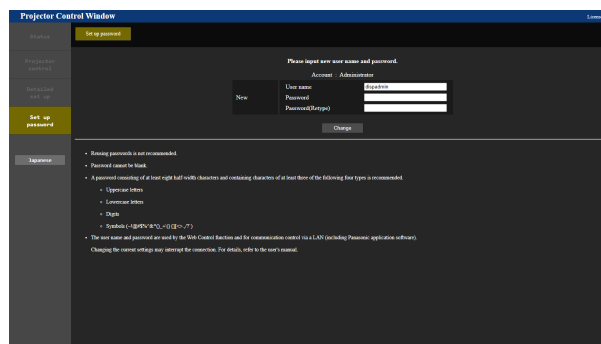 Projector Control Window
Licens
Status
Set up password
Projector
control
Detailed
set up
Set up
password
Japanese
Please input new user name and password.
Account : Administrator
New
User name
dispadmin
Password
Password(Retype)
Change
• Reusing passwords is not recommended.
• Password cannot be blank.
• A password consisting of at least eight half-width characters and containing characters of at least three of the following four types is recommended.
• Uppercase letters
• Lowercase letters
• Digits
• Symbols
• The user name and password are used by the Web Control function and for communication control via a LAN (including Panasonic application software).
Changing the current settings may interrupt the connection. For details, refer to the user's manual.